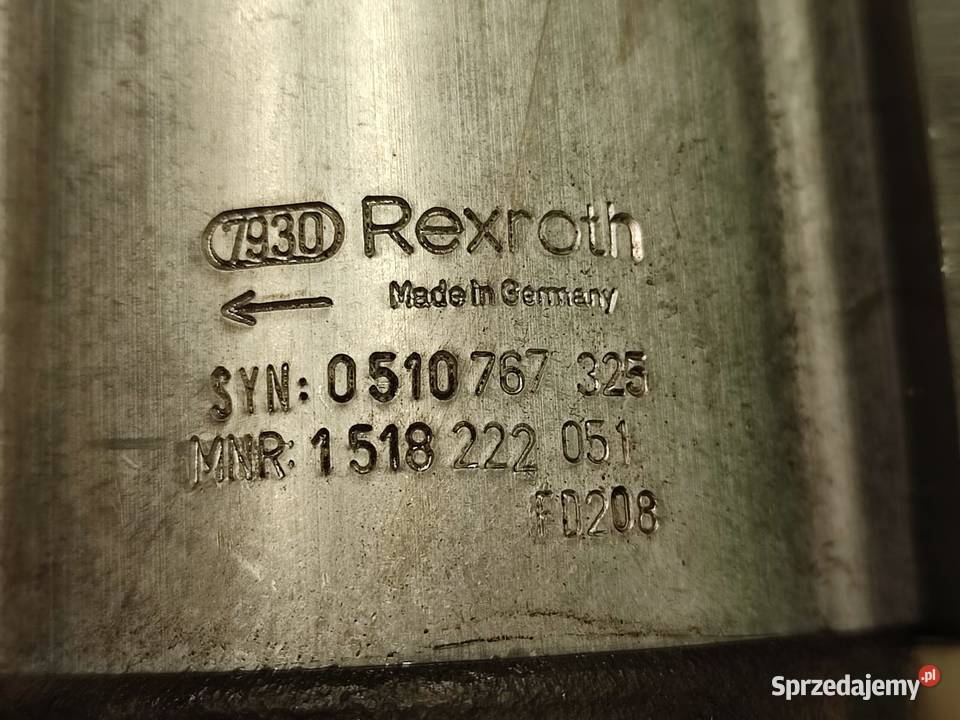 7930 Rexroth
Made in Germany
SYN: 0 510 767 325
MNR: 1 518 222 051
FD208
Sprzedajemy.pl